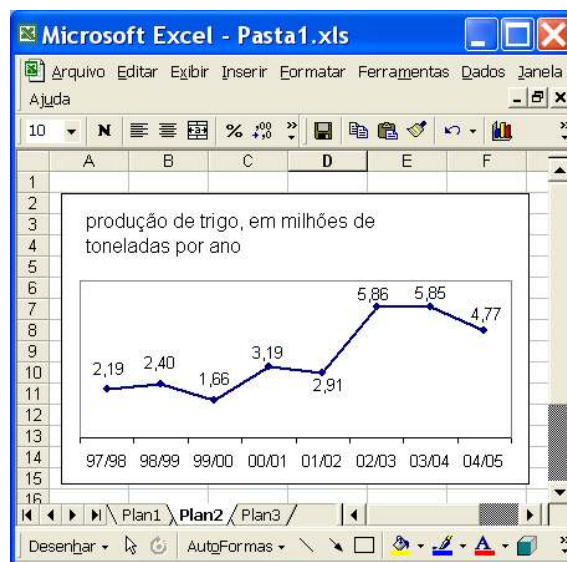 Microsoft Excel - Pasta1.xls
Arquivo Editar Exibir Inserir Formatar Ferramentas Dados Janela
Ajuda
10 N % ,00
A B C D E F
1
2
3
4
5
6
7
8
9
10
11
12
13
14
15
16
produção de trigo, em milhões de
toneladas por ano
2,19 2,40 1,66 3,19 2,91 5,86 5,85 4,77
97/98 98/99 99/00 00/01 01/02 02/03 03/04 04/05
Plan1 Plan2 Plan3
Desenhar AutoFormas A